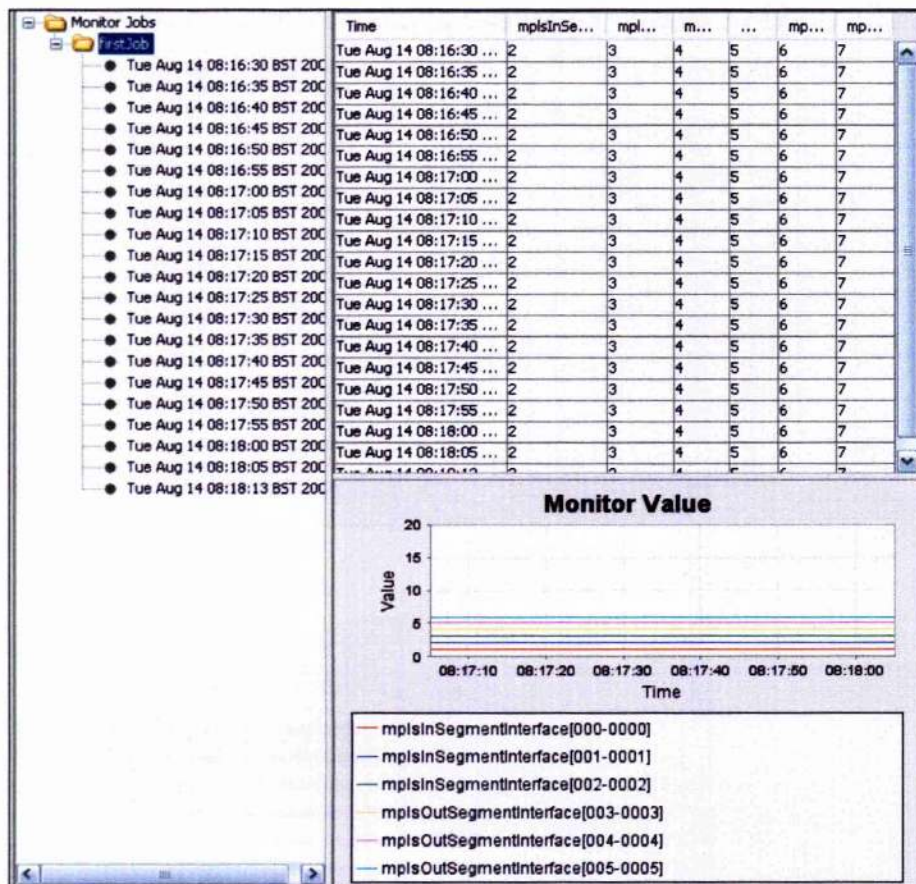 Monitor Jobs
firstJob
Tue Aug 14 08:16:30 BST 200
Tue Aug 14 08:16:35 BST 200
Tue Aug 14 08:16:40 BST 200
Tue Aug 14 08:16:45 BST 200
Tue Aug 14 08:16:50 BST 200
Tue Aug 14 08:16:55 BST 200
Tue Aug 14 08:17:00 BST 200
Tue Aug 14 08:17:05 BST 200
Tue Aug 14 08:17:10 BST 200
Tue Aug 14 08:17:15 BST 200
Tue Aug 14 08:17:20 BST 200
Tue Aug 14 08:17:25 BST 200
Tue Aug 14 08:17:30 BST 200
Tue Aug 14 08:17:35 BST 200
Tue Aug 14 08:17:40 BST 200
Tue Aug 14 08:17:45 BST 200
Tue Aug 14 08:17:50 BST 200
Tue Aug 14 08:17:55 BST 200
Tue Aug 14 08:18:00 BST 200
Tue Aug 14 08:18:05 BST 200
Tue Aug 14 08:18:13 BST 200
Time mplsInSe... mpl... m... ... mp... mp...
Tue Aug 14 08:16:30 ... 2 3 4 5 6 7
Tue Aug 14 08:16:35 ... 2 3 4 5 6 7
Tue Aug 14 08:16:40 ... 2 3 4 5 6 7
Tue Aug 14 08:16:45 ... 2 3 4 5 6 7
Tue Aug 14 08:16:50 ... 2 3 4 5 6 7
Tue Aug 14 08:16:55 ... 2 3 4 5 6 7
Tue Aug 14 08:17:00 ... 2 3 4 5 6 7
Tue Aug 14 08:17:05 ... 2 3 4 5 6 7
Tue Aug 14 08:17:10 ... 2 3 4 5 6 7
Tue Aug 14 08:17:15 ... 2 3 4 5 6 7
Tue Aug 14 08:17:20 ... 2 3 4 5 6 7
Tue Aug 14 08:17:25 ... 2 3 4 5 6 7
Tue Aug 14 08:17:30 ... 2 3 4 5 6 7
Tue Aug 14 08:17:35 ... 2 3 4 5 6 7
Tue Aug 14 08:17:40 ... 2 3 4 5 6 7
Tue Aug 14 08:17:45 ... 2 3 4 5 6 7
Tue Aug 14 08:17:50 ... 2 3 4 5 6 7
Tue Aug 14 08:17:55 ... 2 3 4 5 6 7
Tue Aug 14 08:18:00 ... 2 3 4 5 6 7
Tue Aug 14 08:18:05 ... 2 3 4 5 6 7
Monitor Value
Value
20
15
10
5
0
08:17:10 08:17:20 08:17:30 08:17:40 08:17:50 08:18:00
Time
mplsInSegmentInterface[000-0000]
mplsInSegmentInterface[001-0001]
mplsInSegmentInterface[002-0002]
mplsOutSegmentInterface[003-0003]
mplsOutSegmentInterface[004-0004]
mplsOutSegmentInterface[005-0005]